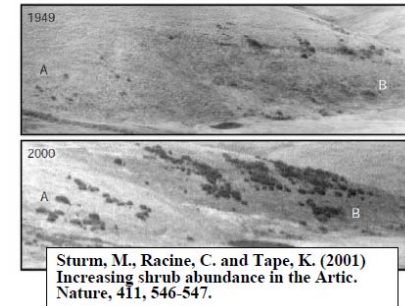 1949
A
B
2000
A
B
Sturm, M., Racine, C. and Tape, K. (2001)
Increasing shrub abundance in the Artic.
Nature, 411, 546-547.